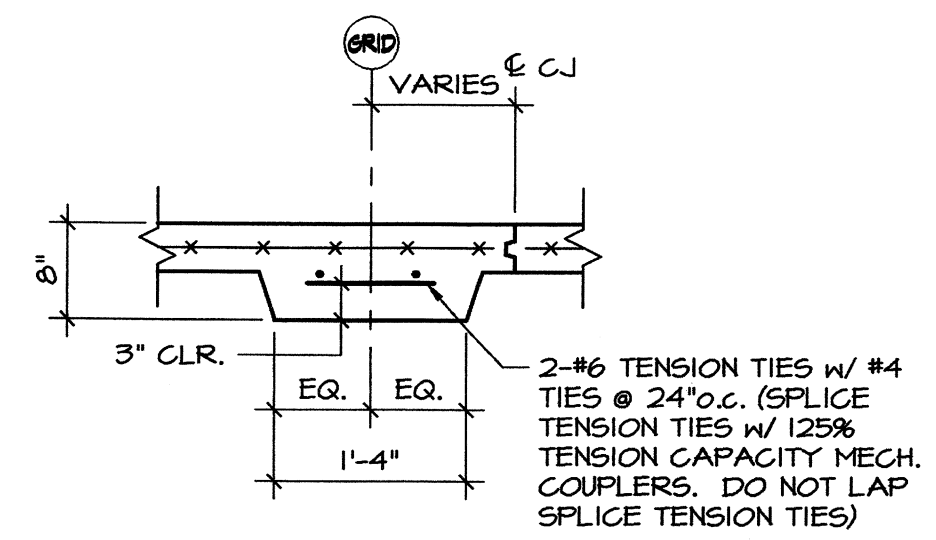 GRID
VARIES
℄ CJ
8"
3" CLR.
EQ.
EQ.
1'-4"
2-#6 TENSION TIES w/ #4
TIES @ 24"o.c. (SPLICE
TENSION TIES w/ 125%
TENSION CAPACITY MECH.
COUPLERS. DO NOT LAP
SPLICE TENSION TIES)